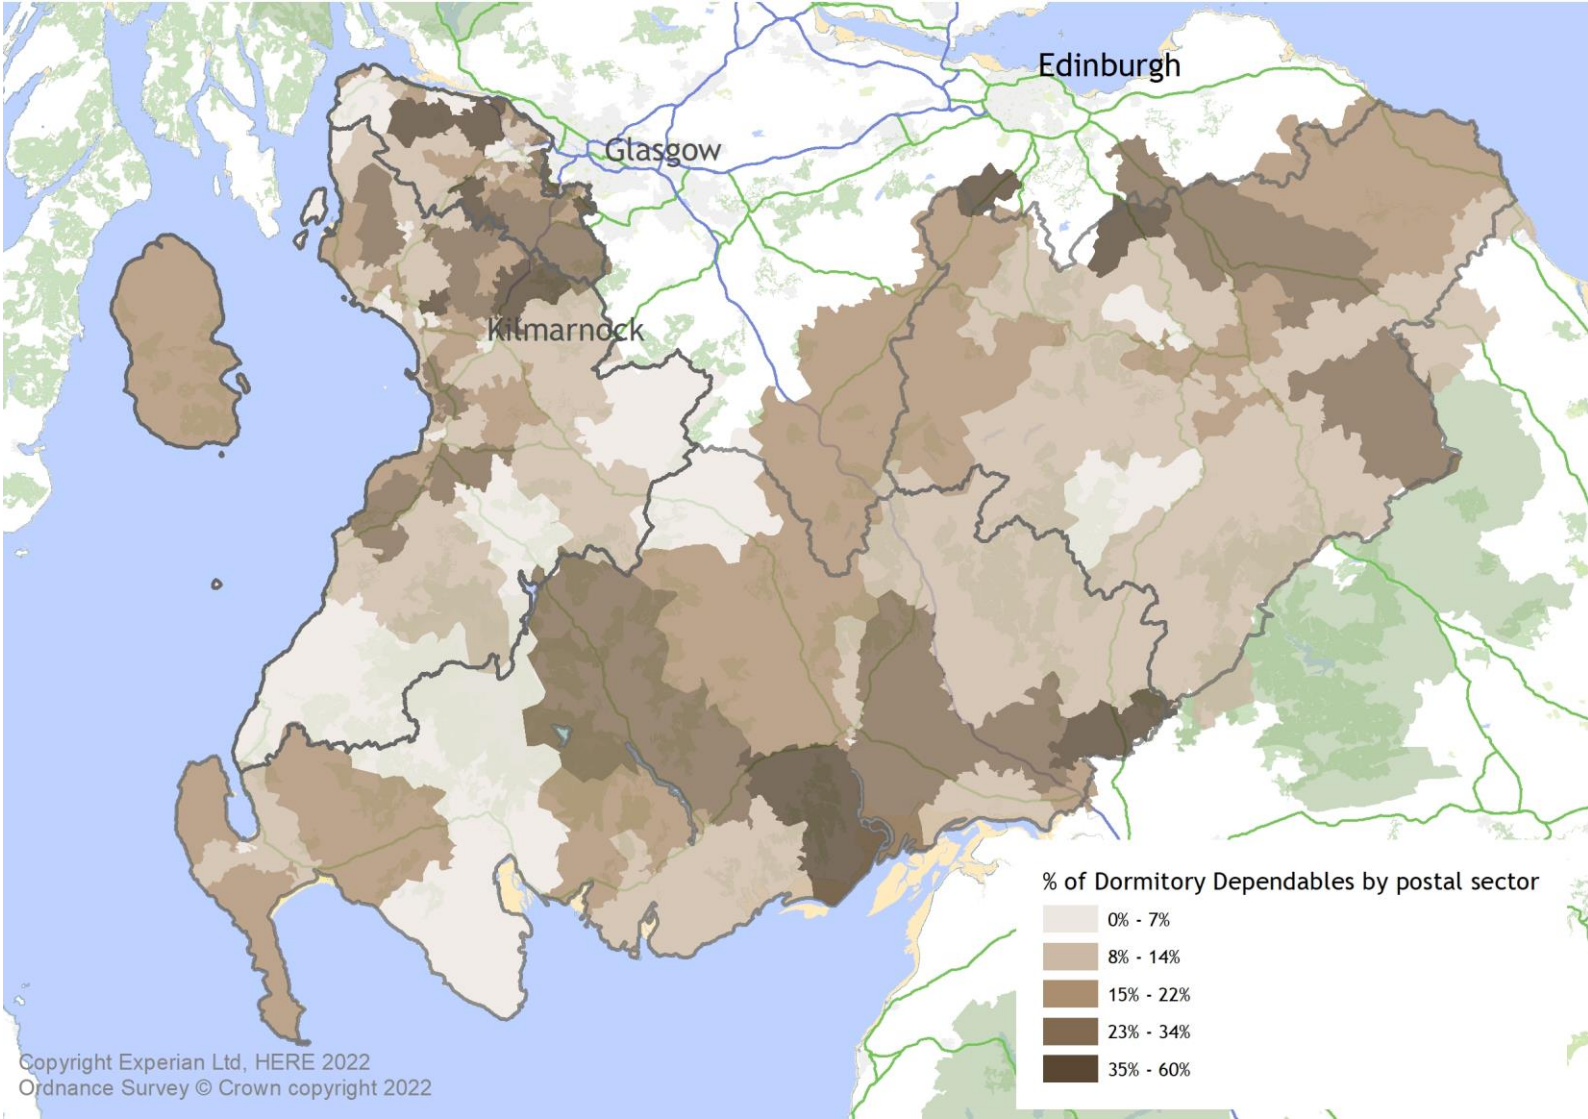 Edinburgh
Glasgow
Kilmarnock
% of Dormitory Dependables by postal sector
0% - 7%
8% - 14%
15% - 22%
23% - 34%
35% - 60%
Copyright Experian Ltd, HERE 2022
Ordnance Survey © Crown copyright 2022